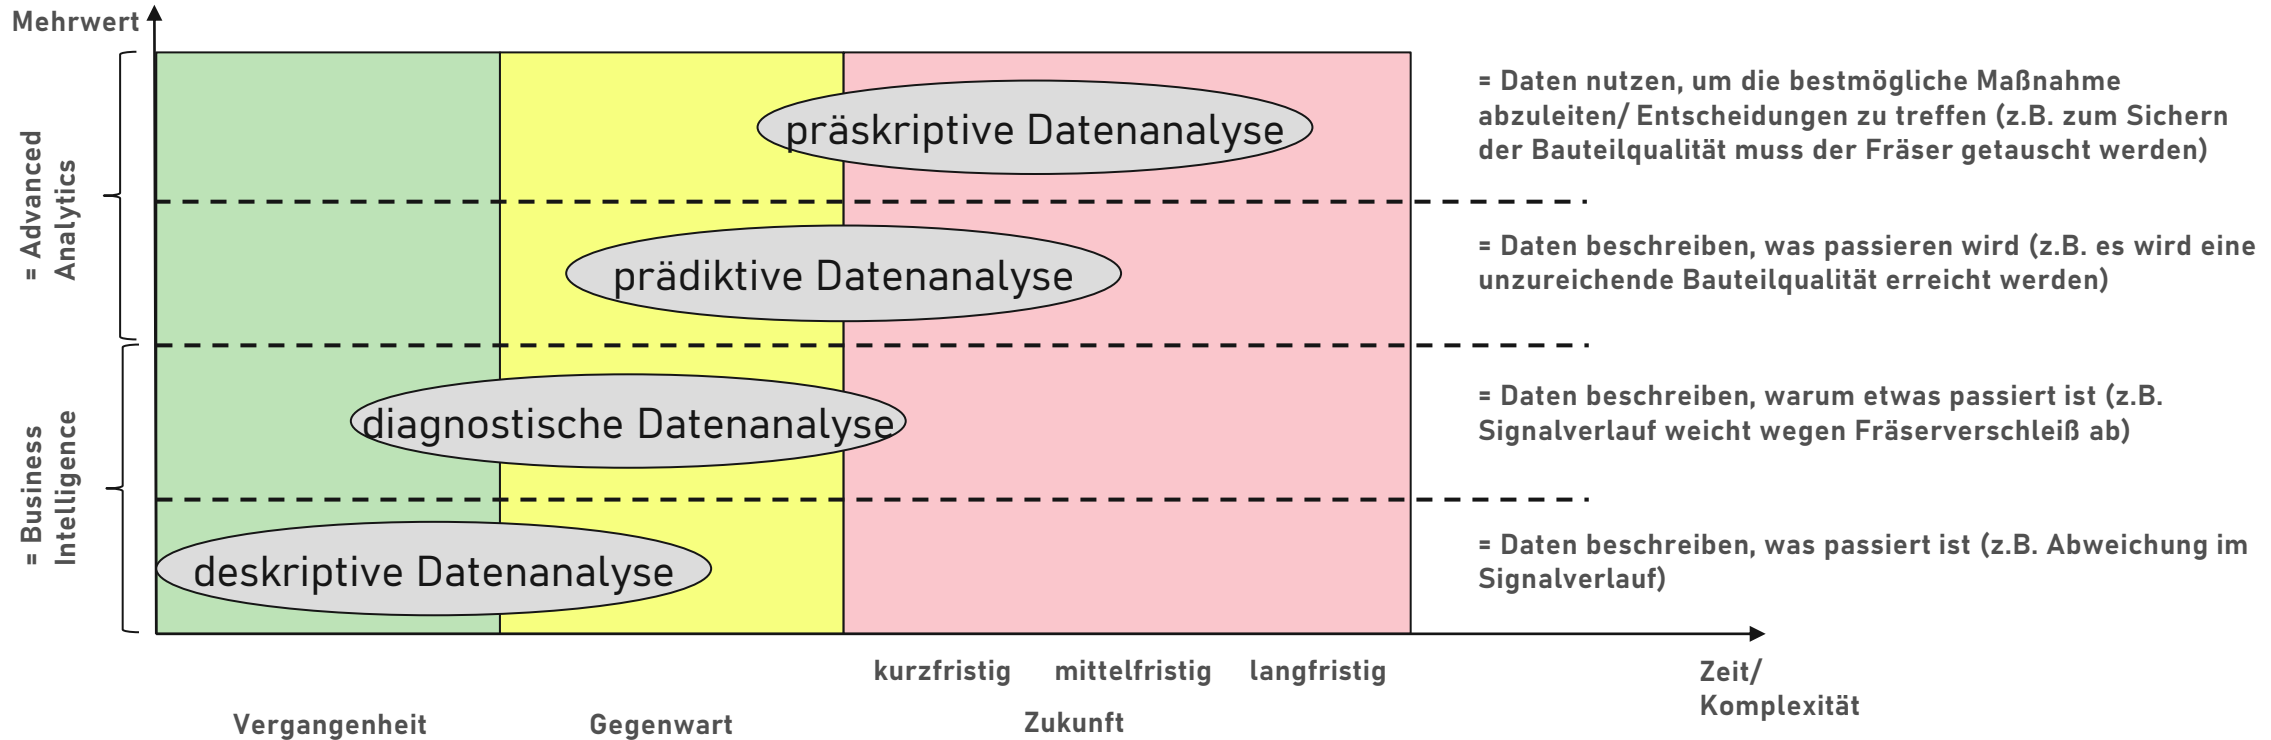 Mehrwert
= Advanced
Analytics
= Business
Intelligence
präskriptive Datenanalyse
= Daten nutzen, um die bestmögliche Maßnahme
abzuleiten/ Entscheidungen zu treffen (z.B. zum Sichern
der Bauteilqualität muss der Fräser getauscht werden)
prädiktive Datenanalyse
= Daten beschreiben, was passieren wird (z.B. es wird eine
unzureichende Bauteilqualität erreicht werden)
diagnostische Datenanalyse
= Daten beschreiben, warum etwas passiert ist (z.B.
Signalverlauf weicht wegen Fräserverschleiß ab)
deskriptive Datenanalyse
= Daten beschreiben, was passiert ist (z.B. Abweichung im
Signalverlauf)
kurzfristig mittelfristig langfristig
Zeit/
Komplexität
Vergangenheit Gegenwart Zukunft